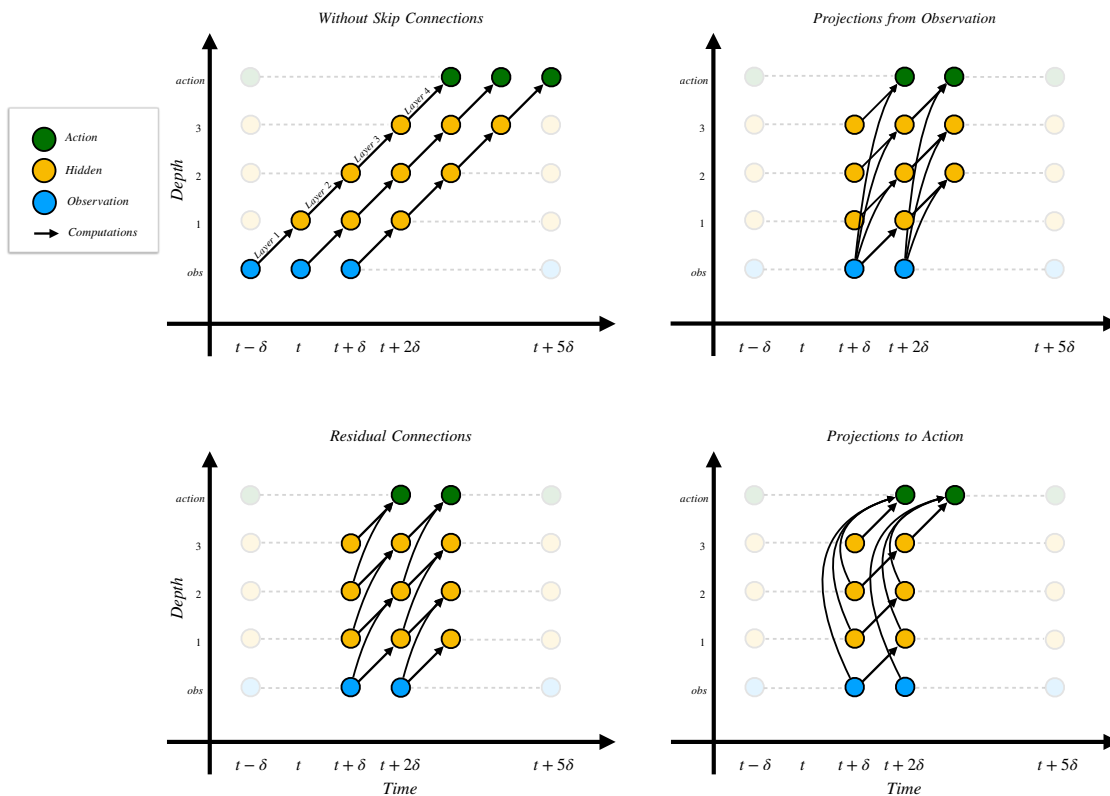 Without Skip Connections
action
3
2
1
obs
Depth
Layer 1
Layer 2
Layer 3
Layer 4
t − δ
t
t + δ
t + 2δ
t + 5δ
Action
Hidden
Observation
Computations
Projections from Observation
action
3
2
1
obs
t − δ
t
t + δ
t + 2δ
t + 5δ
Residual Connections
action
3
2
1
obs
Depth
t − δ
t
t + δ
t + 2δ
t + 5δ
Time
Projections to Action
action
3
2
1
obs
t − δ
t
t + δ
t + 2δ
t + 5δ
Time